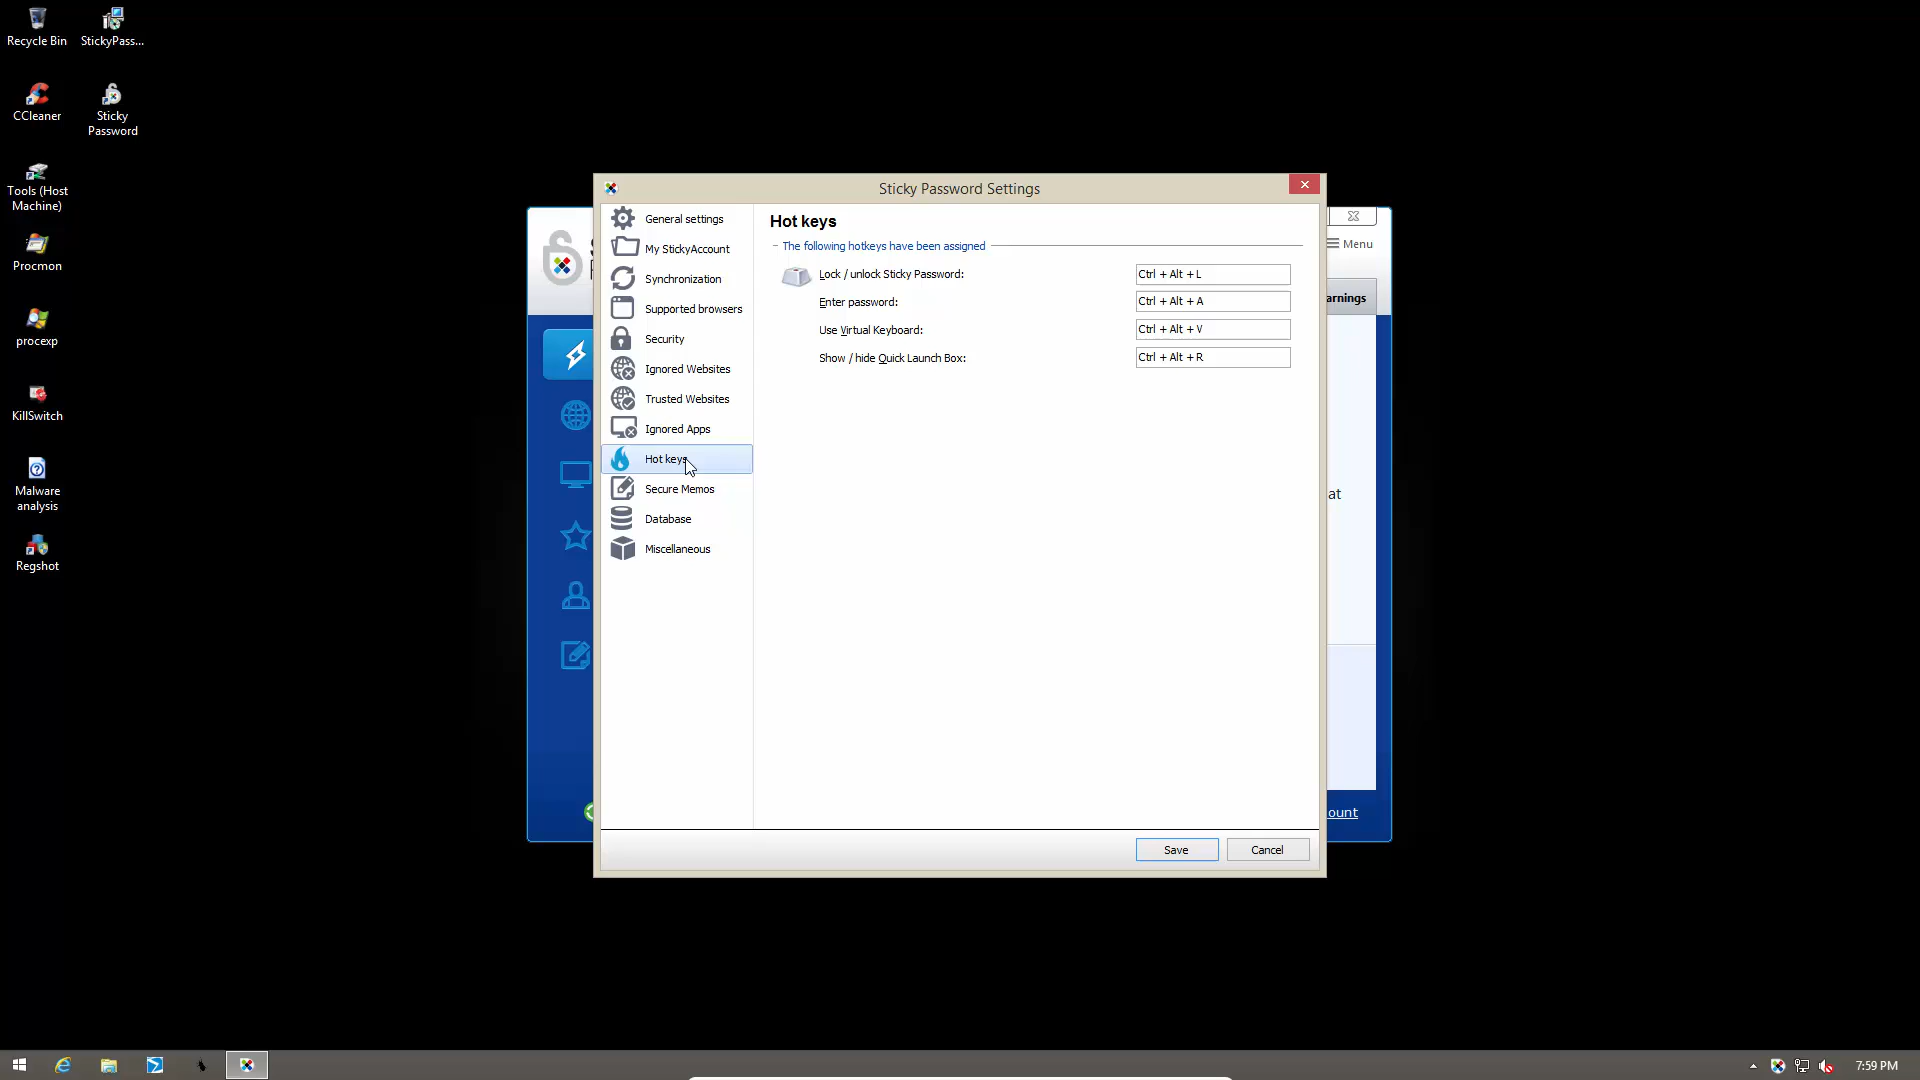 Recycle Bin
StickyPass...
CCleaner
Sticky
Password
Tools (Host
Machine)
Procmon
procexp
KillSwitch
Malware
analysis
Regshot
Sticky Password Settings
General settings
My StickyAccount
Synchronization
Supported browsers
Security
Ignored Websites
Trusted Websites
Ignored Apps
Hot keys
Secure Memos
Database
Miscellaneous
Hot keys
The following hotkeys have been assigned
Lock / unlock Sticky Password:
Ctrl + Alt + L
Enter password:
Ctrl + Alt + A
Use Virtual Keyboard:
Ctrl + Alt + V
Show / hide Quick Launch Box:
Ctrl + Alt + R
Save
Cancel
Menu
arnings
at
ount
7:59 PM